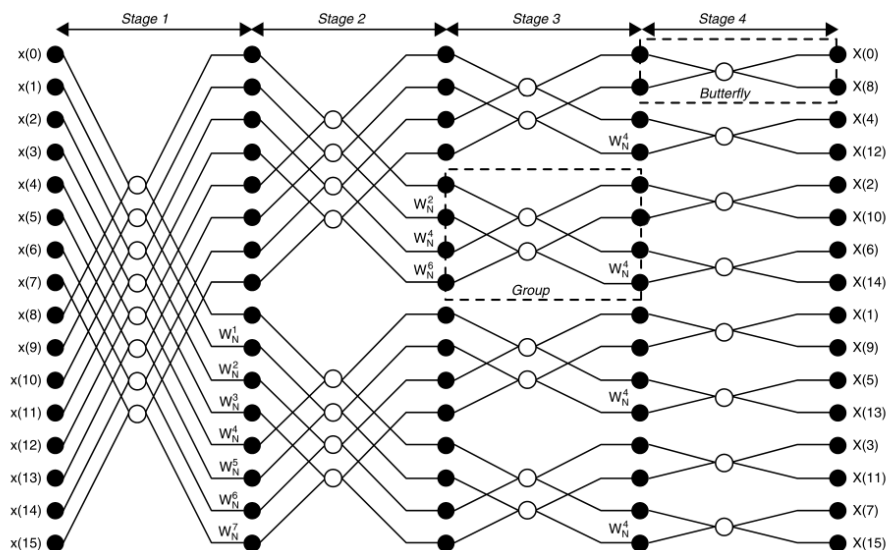 Stage 1 Stage 2 Stage 3 Stage 4
x(0) X(0)
x(1) X(8)
Butterfly
x(2) X(4)
x(3) W_N^4 X(12)
x(4) X(2)
x(5) W_N^2 X(10)
x(6) W_N^4 X(6)
x(7) W_N^6 W_N^4 X(14)
Group
x(8) X(1)
x(9) W_N^1 X(9)
x(10) W_N^2 X(5)
x(11) W_N^3 W_N^4 X(13)
x(12) W_N^4 X(3)
x(13) W_N^5 X(11)
x(14) W_N^6 X(7)
x(15) W_N^7 W_N^4 X(15)